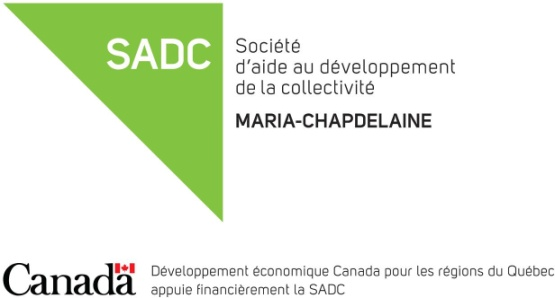 SADC
Société
d'aide au développement
de la collectivité
MARIA-CHAPDELAINE
Canada
Développement économique Canada pour les régions du Québec
appuie financièrement la SADC